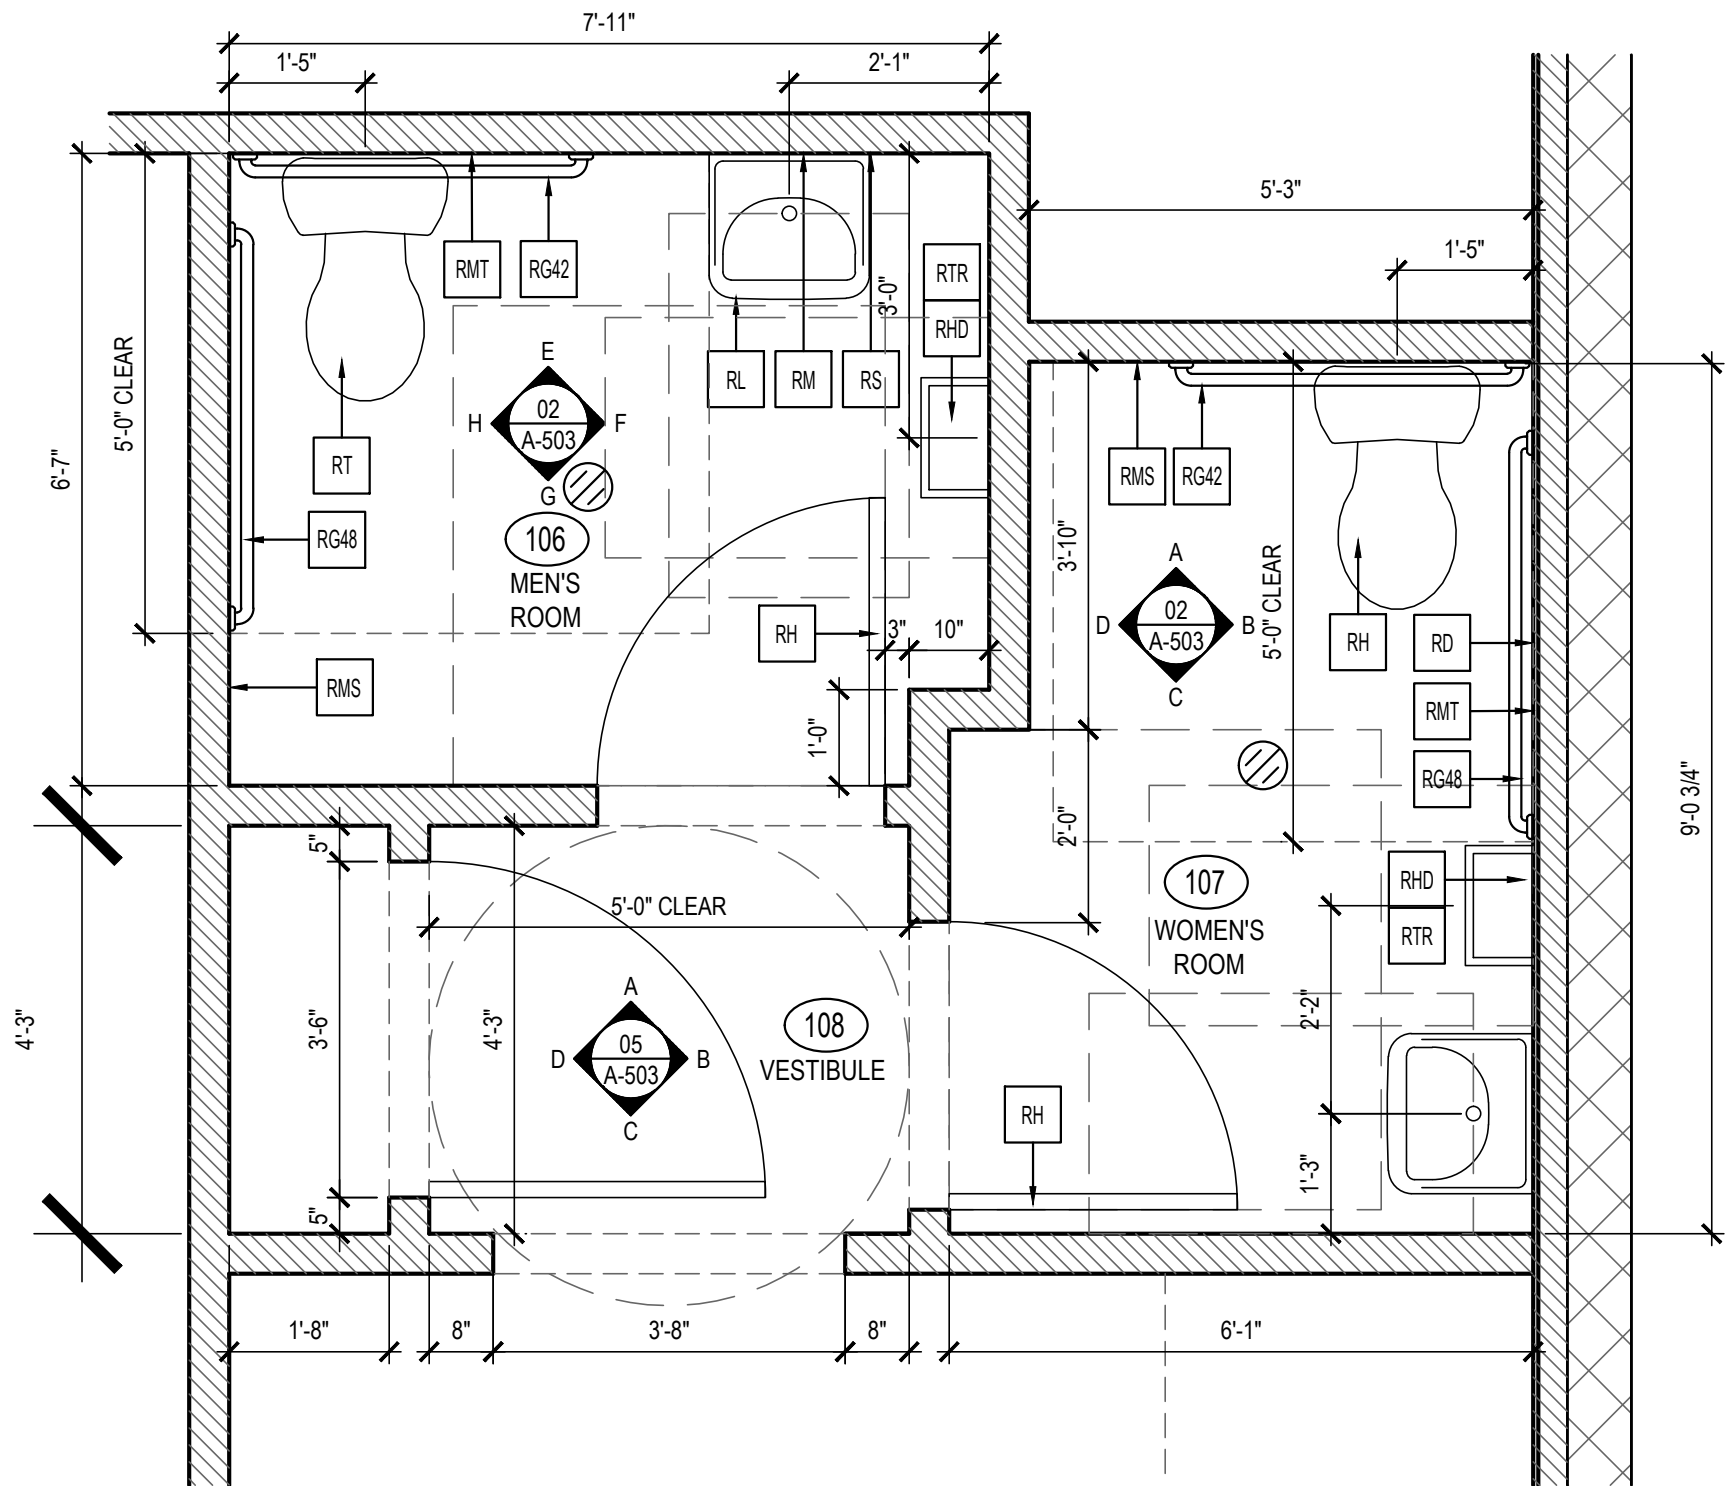 7'-11"
1'-5"
2'-1"
5'-3"
1'-5"
RMT
RG42
RTR
RHD
3'-0"
5'-0" CLEAR
6'-7"
RL
RM
RS
E
H
02
F
A-503
G
RT
RG48
106
MEN'S
ROOM
RMS
RH
3"
10"
1'-0"
RMS
RG42
3'-10"
5'-0" CLEAR
A
D
02
B
A-503
C
RH
RD
RMT
RG48
9'-0 3/4"
2'-0"
107
WOMEN'S
ROOM
RHD
RTR
2'-2"
1'-3"
5"
5'-0" CLEAR
4'-3"
3'-6"
4'-3"
A
D
05
B
A-503
C
108
VESTIBULE
RH
5"
1'-8"
8"
3'-8"
8"
6'-1"